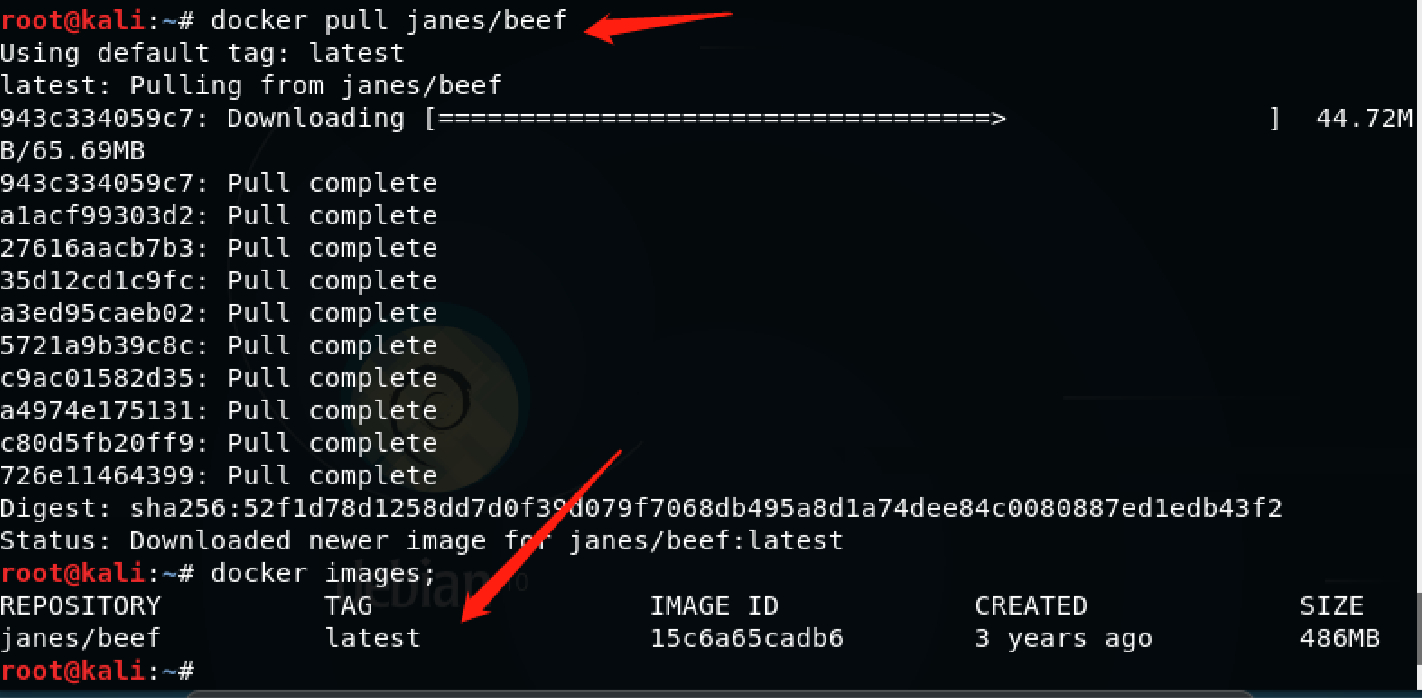 root@kali:~# docker pull janes/beef
Using default tag: latest
latest: Pulling from janes/beef
943c334059c7: Downloading [==================================>                ]  44.72M
B/65.69MB
943c334059c7: Pull complete
a1acf99303d2: Pull complete
27616aacb7b3: Pull complete
35d12cd1c9fc: Pull complete
a3ed95caeb02: Pull complete
5721a9b39c8c: Pull complete
c9ac01582d35: Pull complete
a4974e175131: Pull complete
c80d5fb20ff9: Pull complete
726e11464399: Pull complete
Digest: sha256:52f1d78d1258dd7d0f39d079f7068db495a8d1a74dee84c0080887ed1edb43f2
Status: Downloaded newer image for janes/beef:latest
root@kali:~# docker images;
debian 10
REPOSITORY          TAG                 IMAGE ID            CREATED             SIZE
janes/beef          latest              15c6a65cadb6        3 years ago         486MB
root@kali:~#